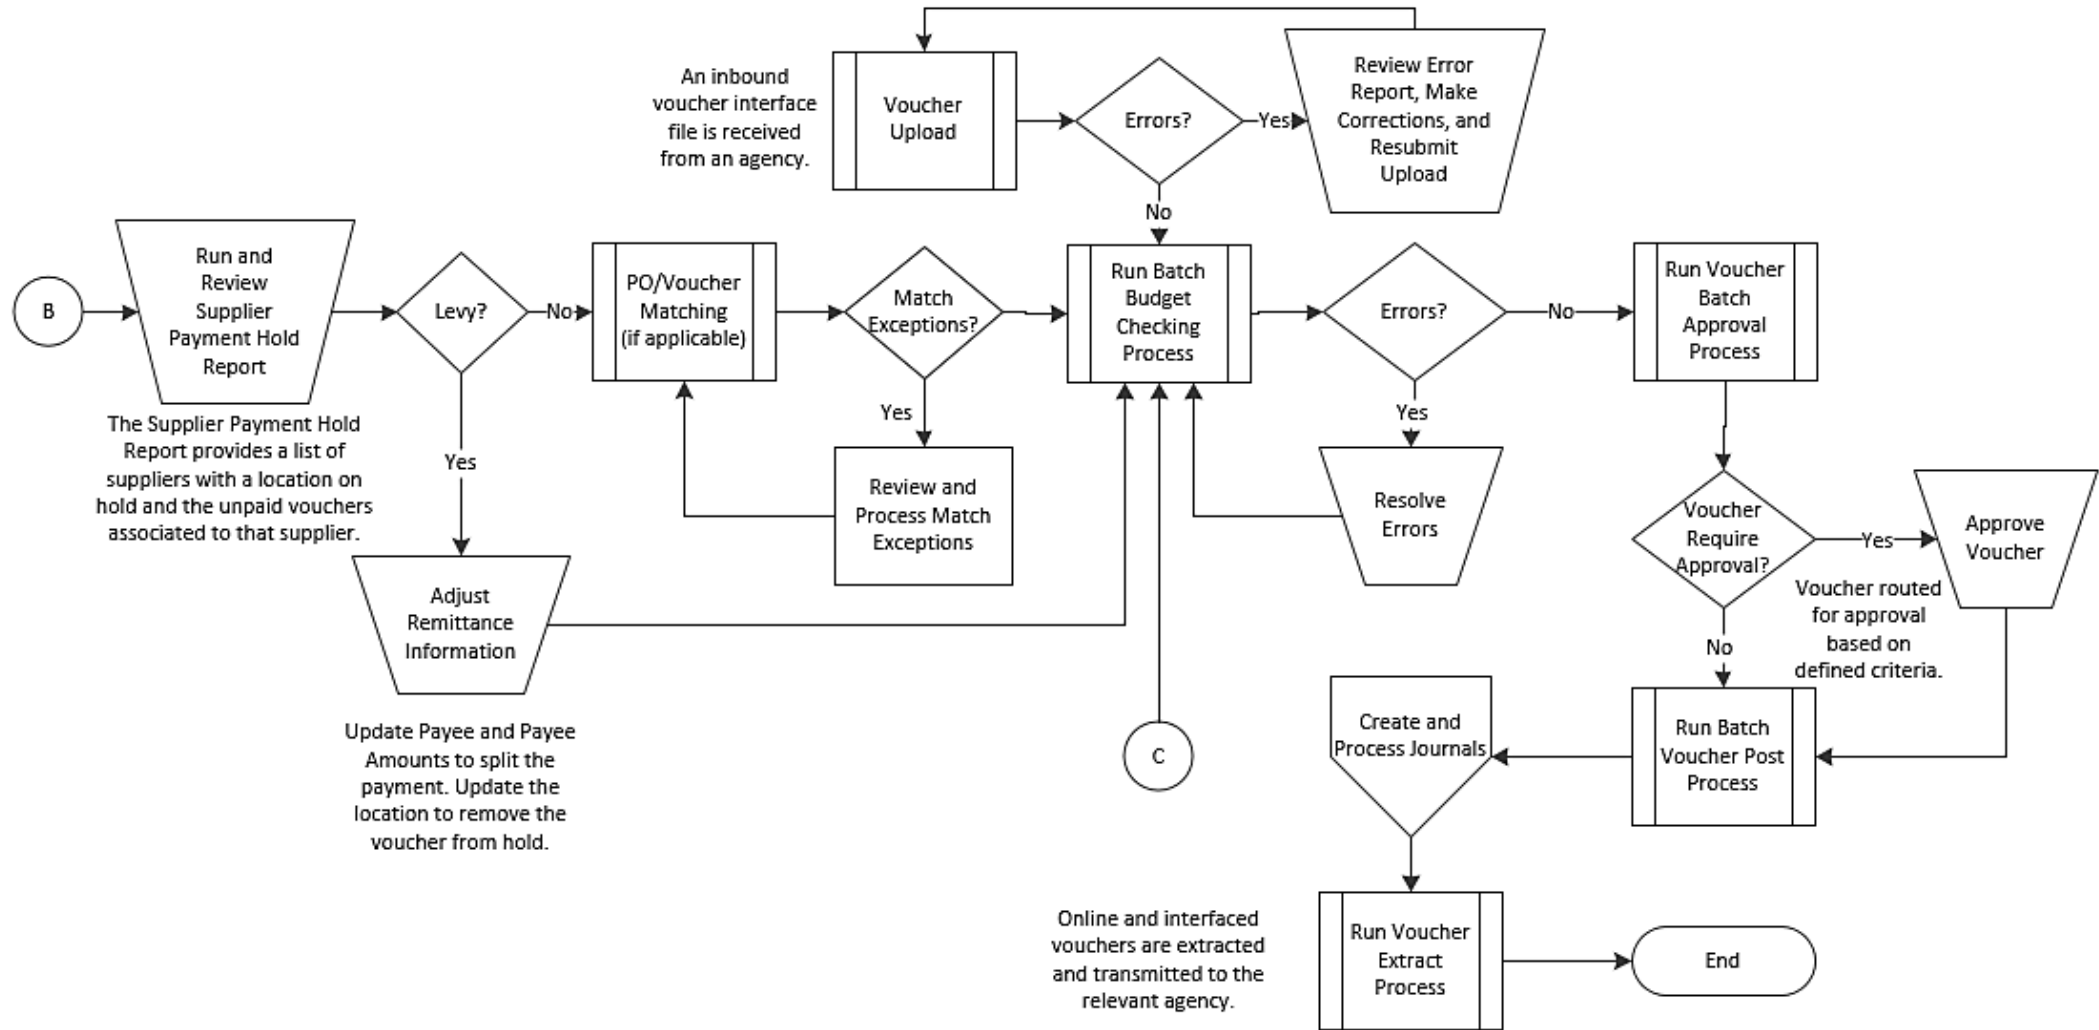 An inbound
voucher interface
file is received
from an agency.
Voucher
Upload
Errors?
Yes
Review Error
Report, Make
Corrections, and
Resubmit
Upload
No
B
Run and
Review
Supplier
Payment Hold
Report
The Supplier Payment Hold
Report provides a list of
suppliers with a location on
hold and the unpaid vouchers
associated to that supplier.
Levy?
No
Yes
Adjust
Remittance
Information
Update Payee and Payee
Amounts to split the
payment. Update the
location to remove the
voucher from hold.
PO/Voucher
Matching
(if applicable)
Match
Exceptions?
Yes
Review and
Process Match
Exceptions
Run Batch
Budget
Checking
Process
C
Errors?
No
Yes
Resolve
Errors
Run Voucher
Batch
Approval
Process
Voucher
Require
Approval?
Yes
Approve
Voucher
Voucher routed
for approval
based on
defined criteria.
No
Run Batch
Voucher Post
Process
Create and
Process Journals
Online and interfaced
vouchers are extracted
and transmitted to the
relevant agency.
Run Voucher
Extract
Process
End